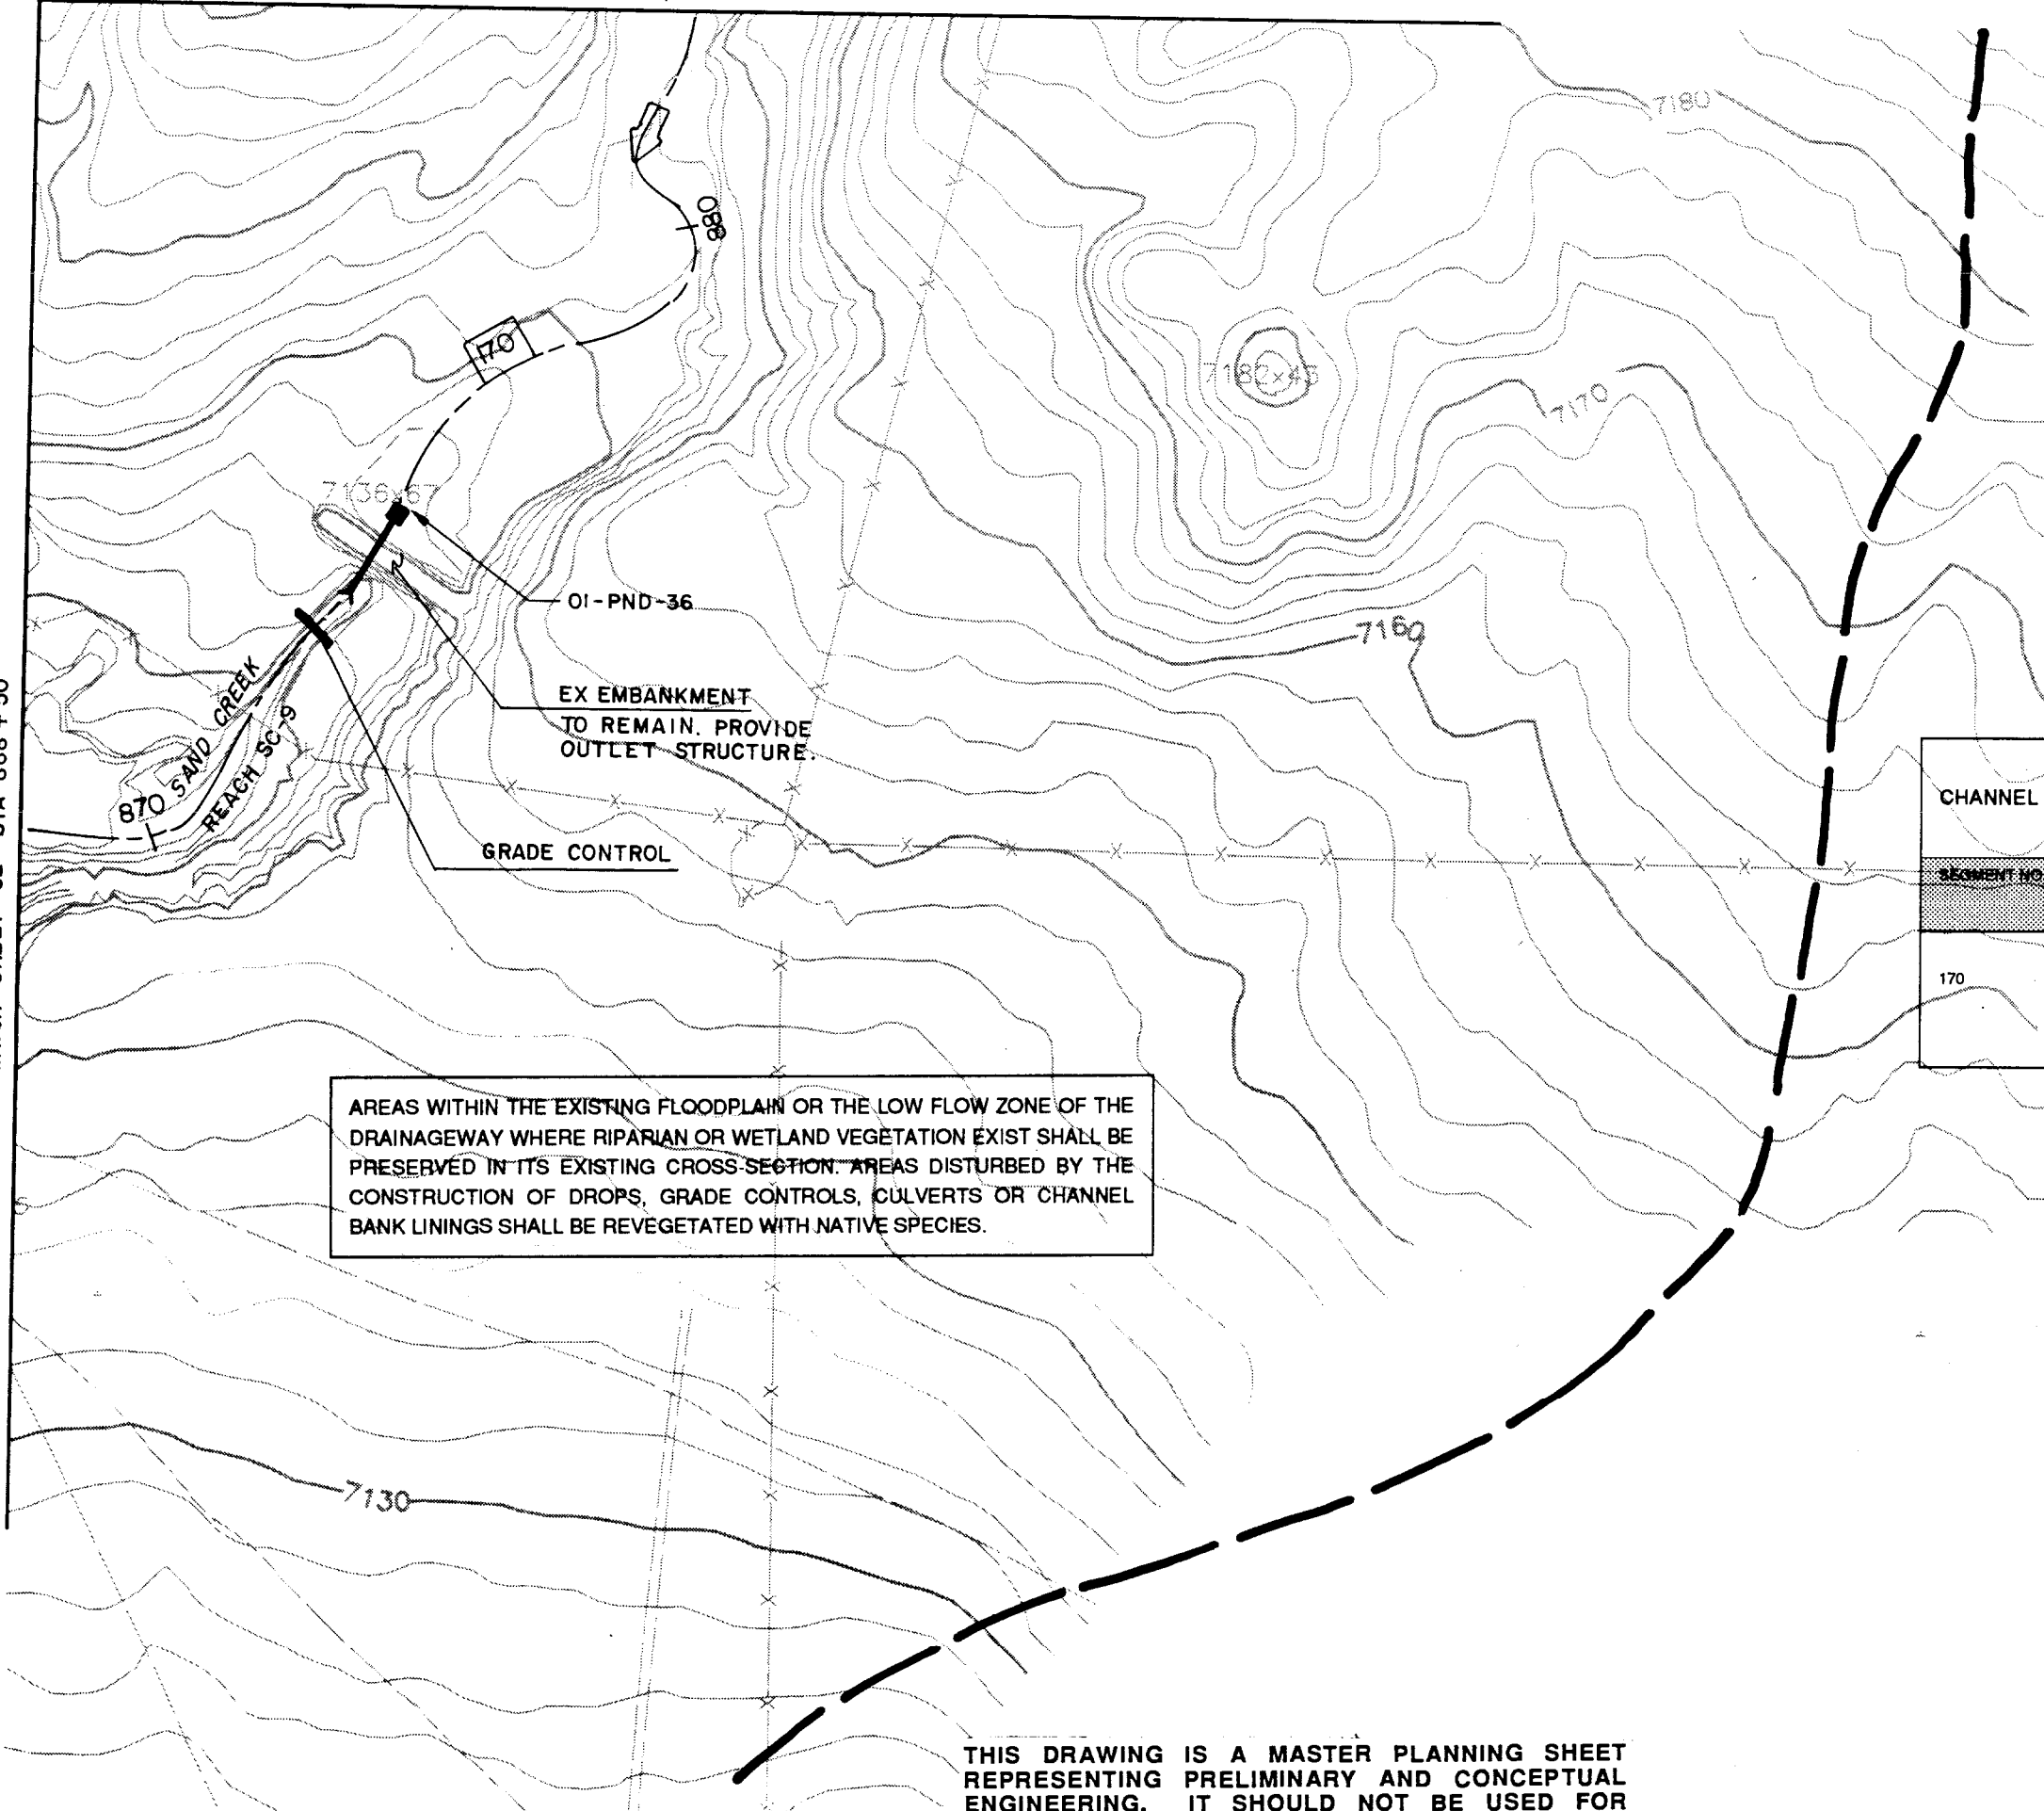 7180
880
170
7182x43
7170
7136x67
01-PND-36
7160
SAND CREEK
REACH SC-9
EX EMBANKMENT
TO REMAIN. PROVIDE
OUTLET STRUCTURE.
870
GRADE CONTROL
CHANNEL
SEGMENT NO
170
AREAS WITHIN THE EXISTING FLOODPLAIN OR THE LOW FLOW ZONE OF THE
DRAINAGEWAY WHERE RIPARIAN OR WETLAND VEGETATION EXIST SHALL BE
PRESERVED IN ITS EXISTING CROSS-SECTION. AREAS DISTURBED BY THE
CONSTRUCTION OF DROPS, GRADE CONTROLS, CULVERTS OR CHANNEL
BANK LININGS SHALL BE REVEGETATED WITH NATIVE SPECIES.
7130
THIS DRAWING IS A MASTER PLANNING SHEET
REPRESENTING PRELIMINARY AND CONCEPTUAL
ENGINEERING. IT SHOULD NOT BE USED FOR